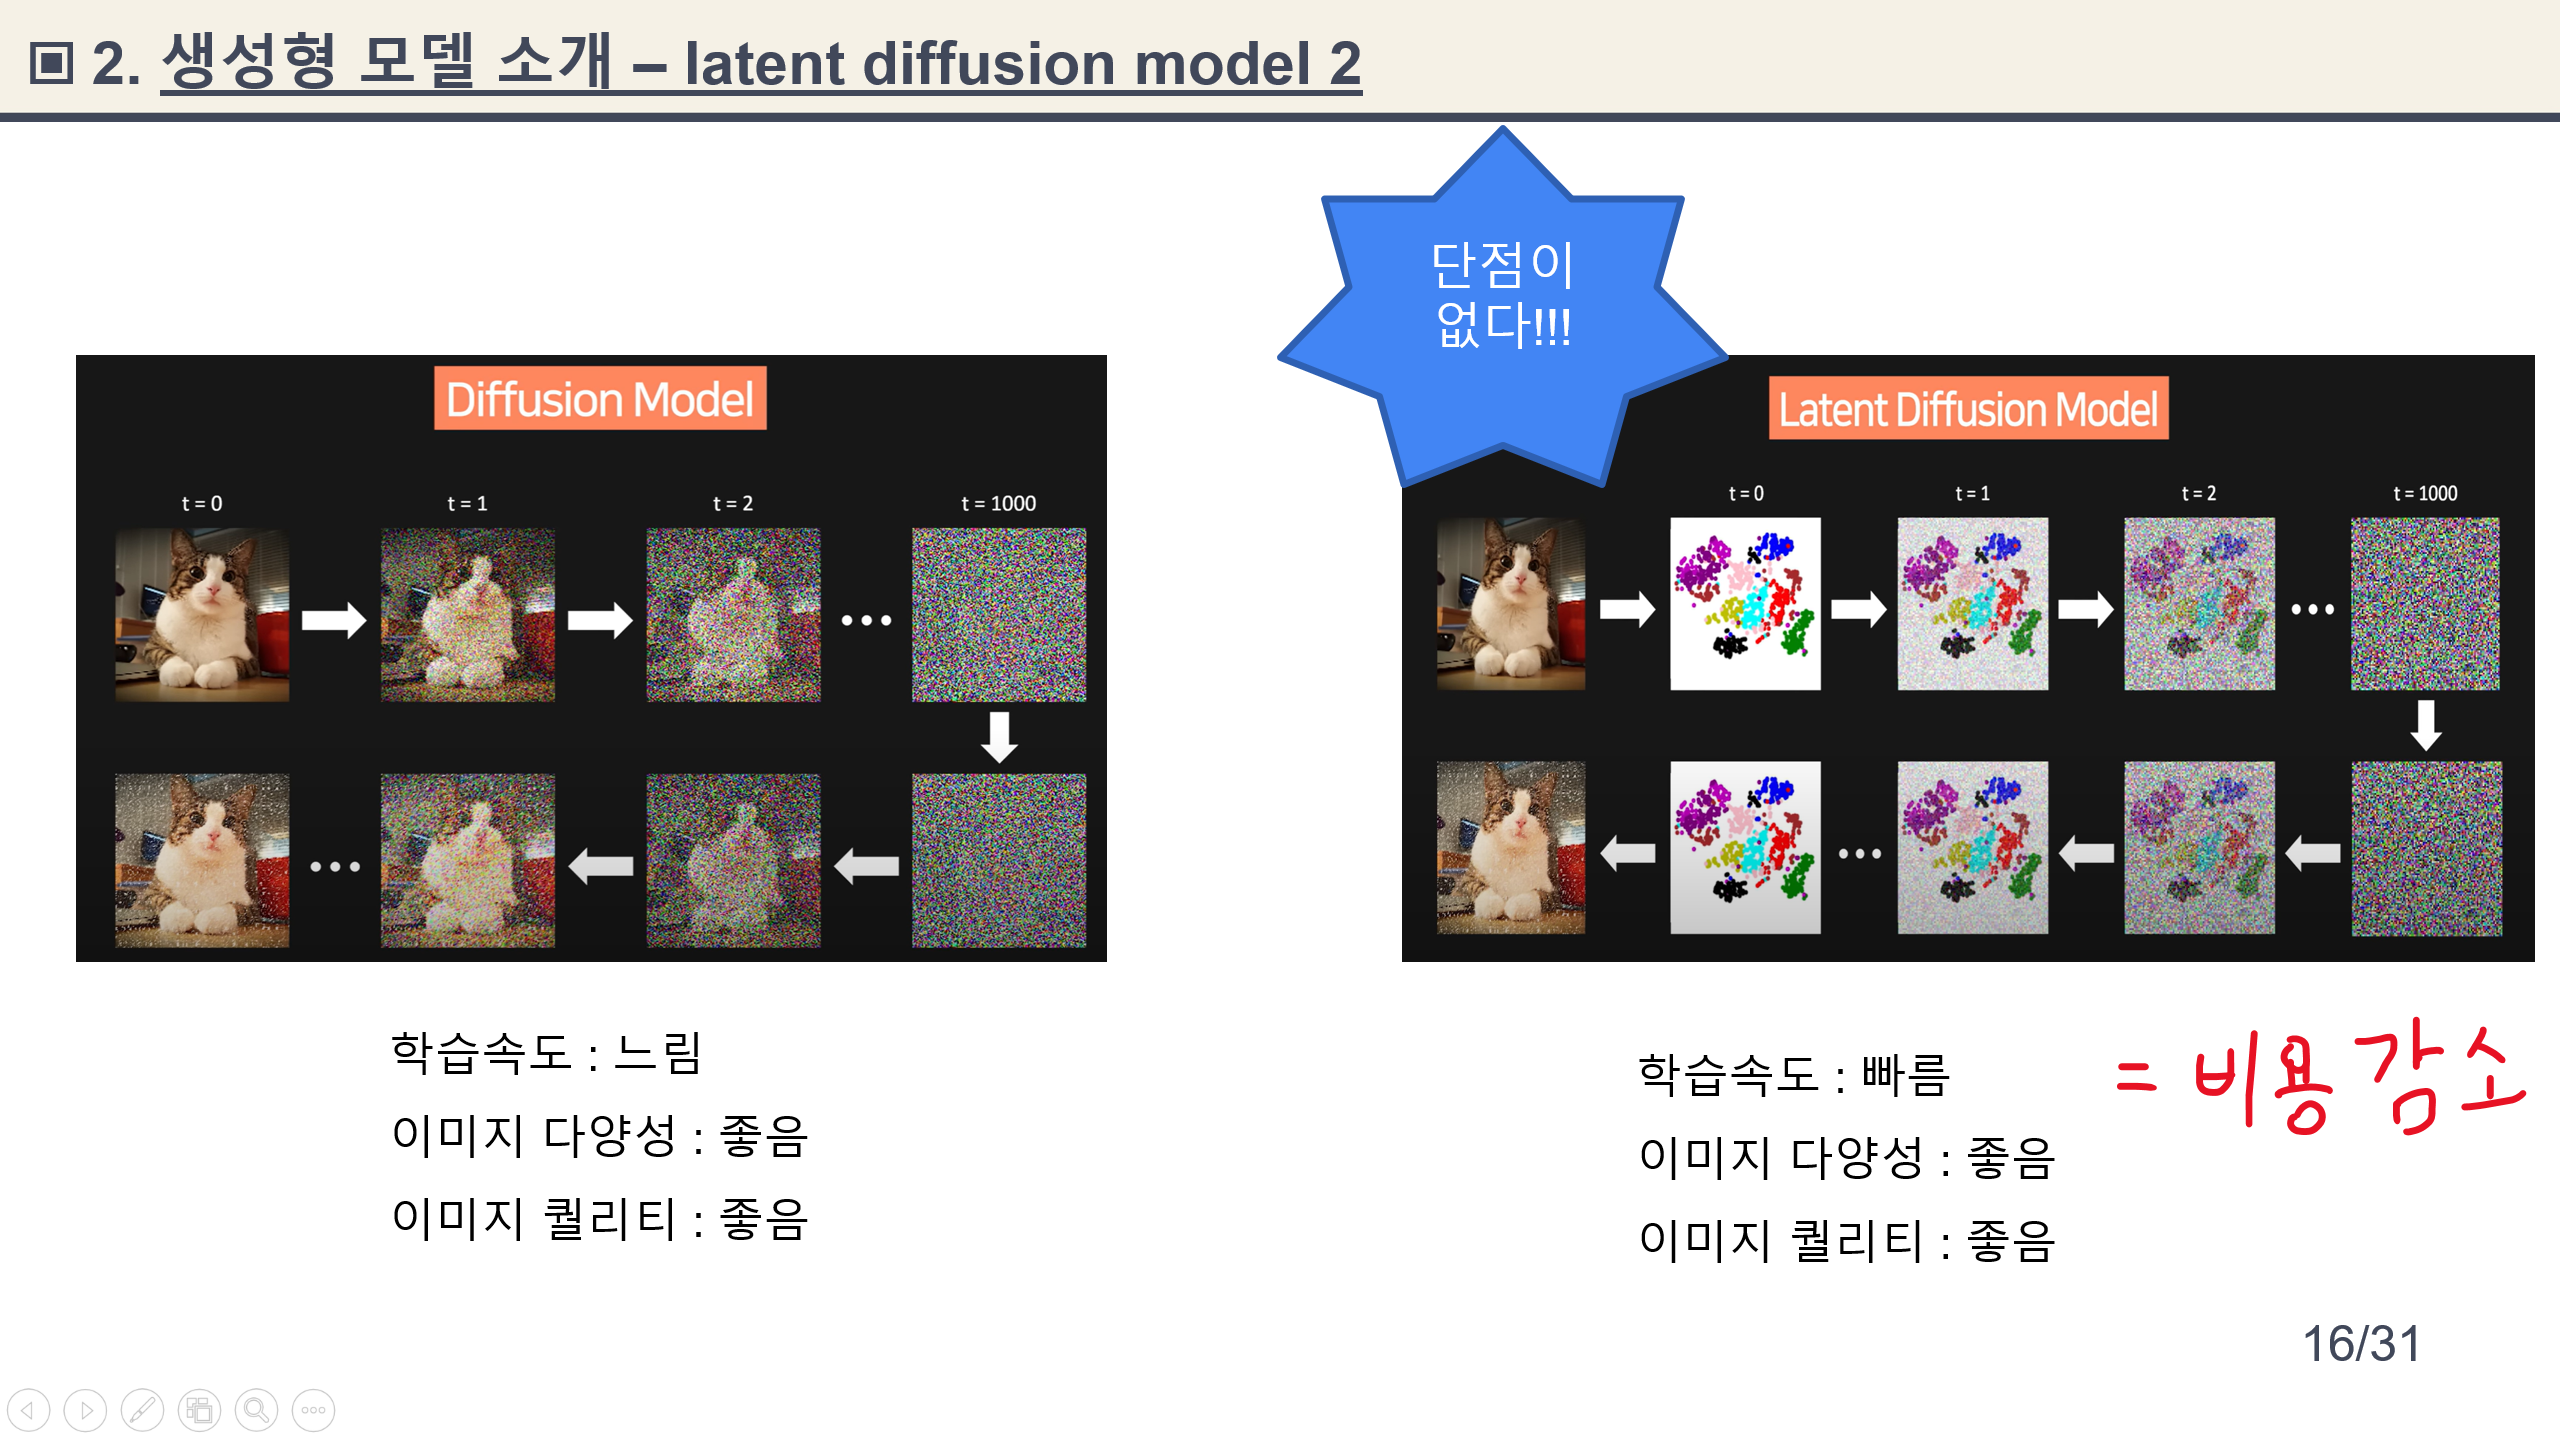 2. 생성형 모델 소개 – latent diffusion model 2
단점이
없다!!!
Diffusion Model
t = 0 t = 1 t = 2 t = 1000
Latent Diffusion Model
t = 0 t = 1 t = 2 t = 1000
학습속도 : 느림
이미지 다양성 : 좋음
이미지 퀄리티 : 좋음
학습속도 : 빠름 = 비용 감소
이미지 다양성 : 좋음
이미지 퀄리티 : 좋음
16/31